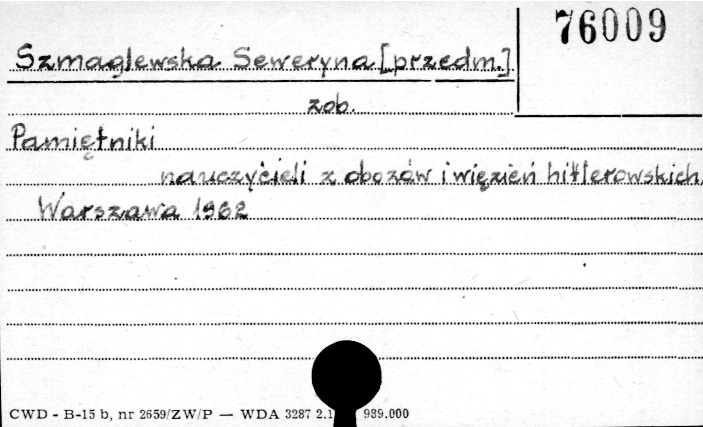 76009
Szmaglewska Seweryna [przedm.]
zob.
Pamiętniki
nauczycieli z obozów i więzień hitlerowskich.
Warszawa 1962
CWD - B-15 b, nr 2659/ZW/P — WDA 3287 2.1 939.000